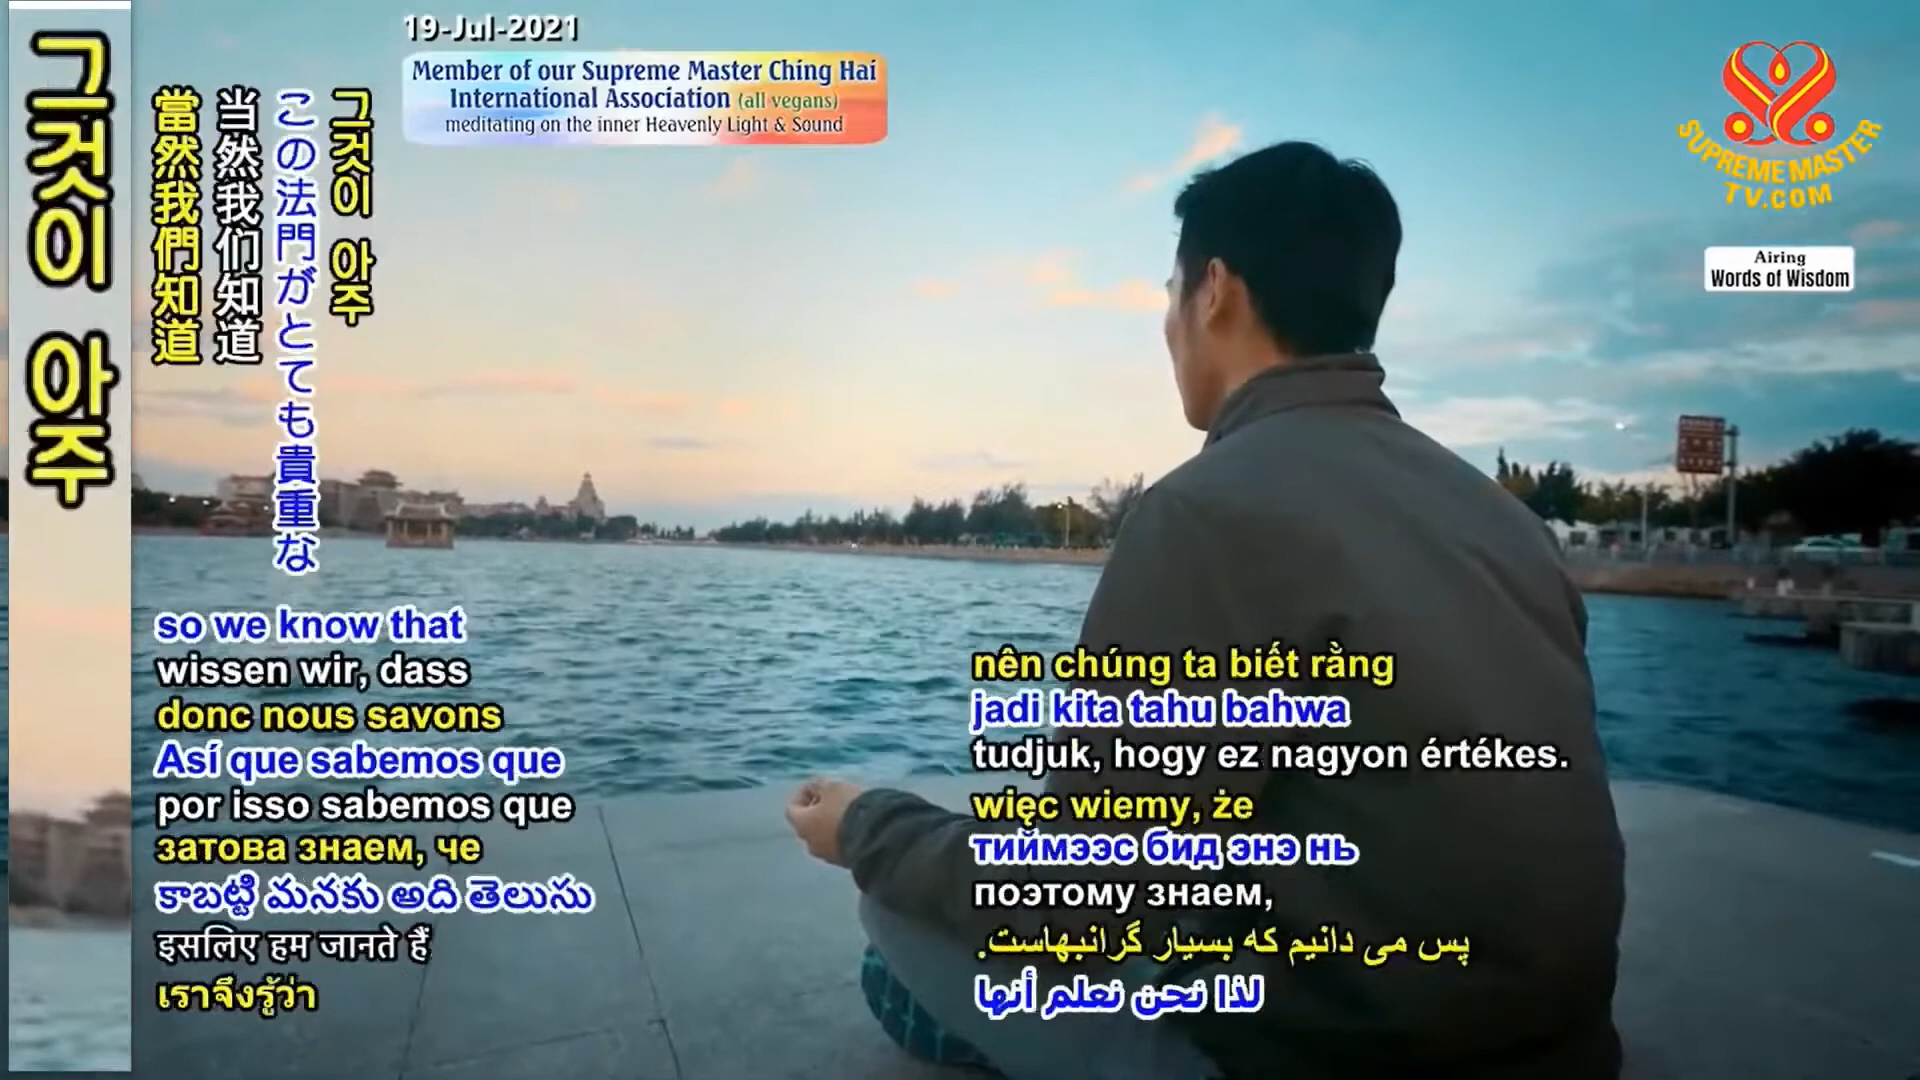 그것이 아주
當然我們知道
当然我们知道
この法門がとても貴重な
그것이 아주
19-Jul-2021
Member of our Supreme Master Ching Hai
International Association (all vegans)
meditating on the inner Heavenly Light & Sound
SUPREME MASTER
TV.COM
Airing
Words of Wisdom
so we know that
wissen wir, dass
donc nous savons
Así que sabemos que
por isso sabemos que
затова знаем, че
కాబట్టి మనకు అది తెలుసు
इसलिए हम जानते हैं
เราจึงรู้ว่า
nên chúng ta biết rằng
jadi kita tahu bahwa
tudjuk, hogy ez nagyon értékes.
więc wiemy, że
тиймээс бид энэ нь
поэтому знаем,
پس می دانیم که بسیار گرانبهاست.
لذا نحن نعلم أنها